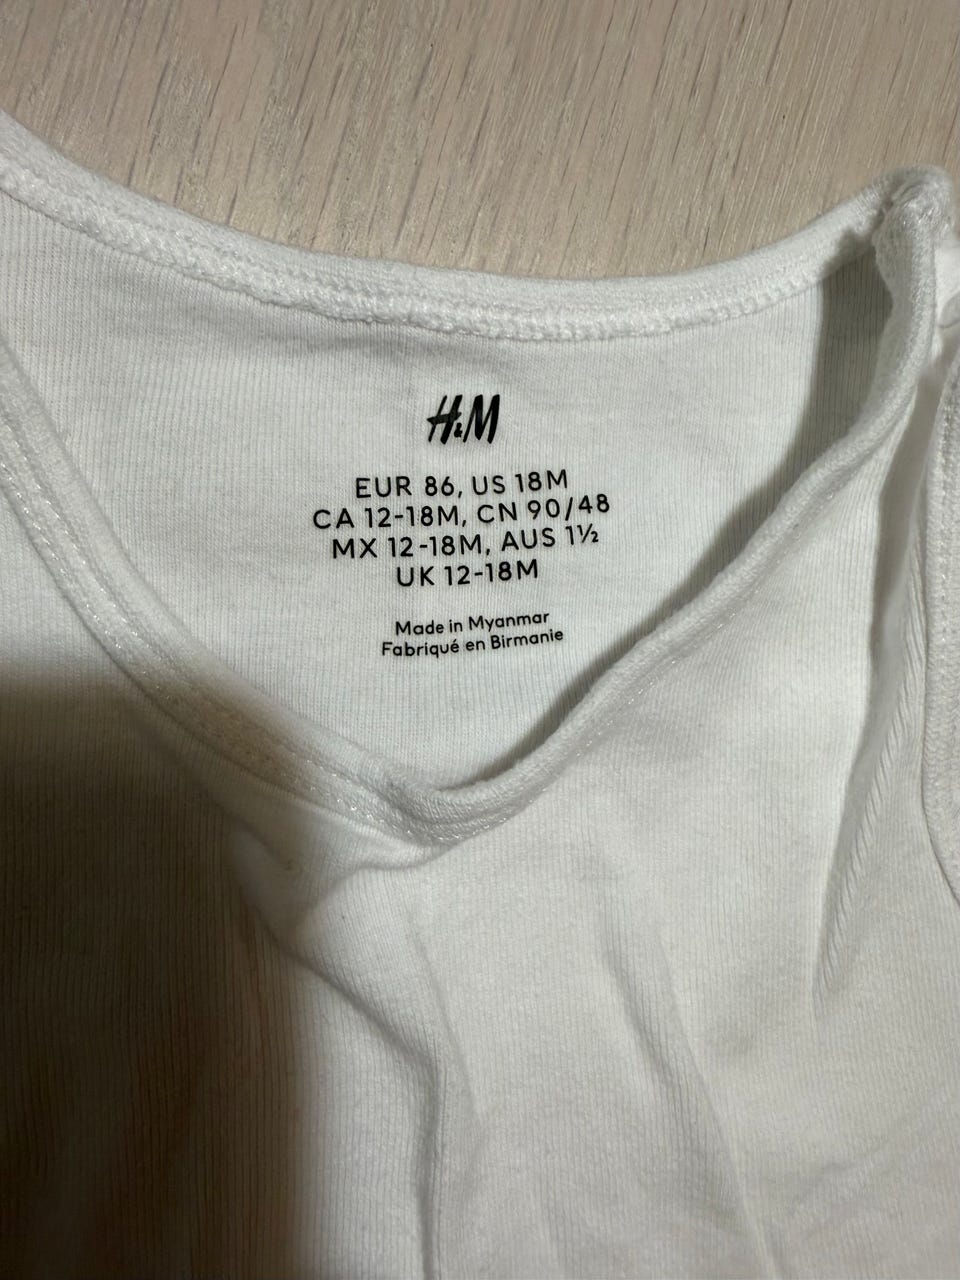 H&M
EUR 86, US 18M
CA 12-18M, CN 90/48
MX 12-18M, AUS 1½
UK 12-18M
Made in Myanmar
Fabriqué en Birmanie